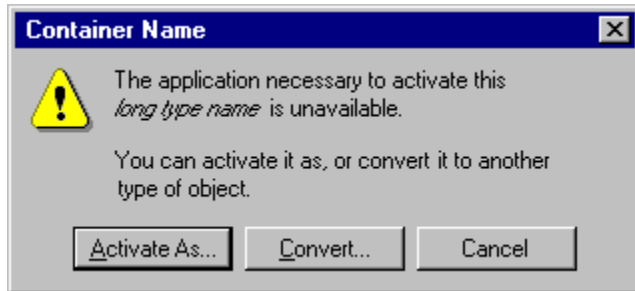 Container Name
The application necessary to activate this
long type name is unavailable.
You can activate it as, or convert it to another
type of object.
Activate As... Convert... Cancel